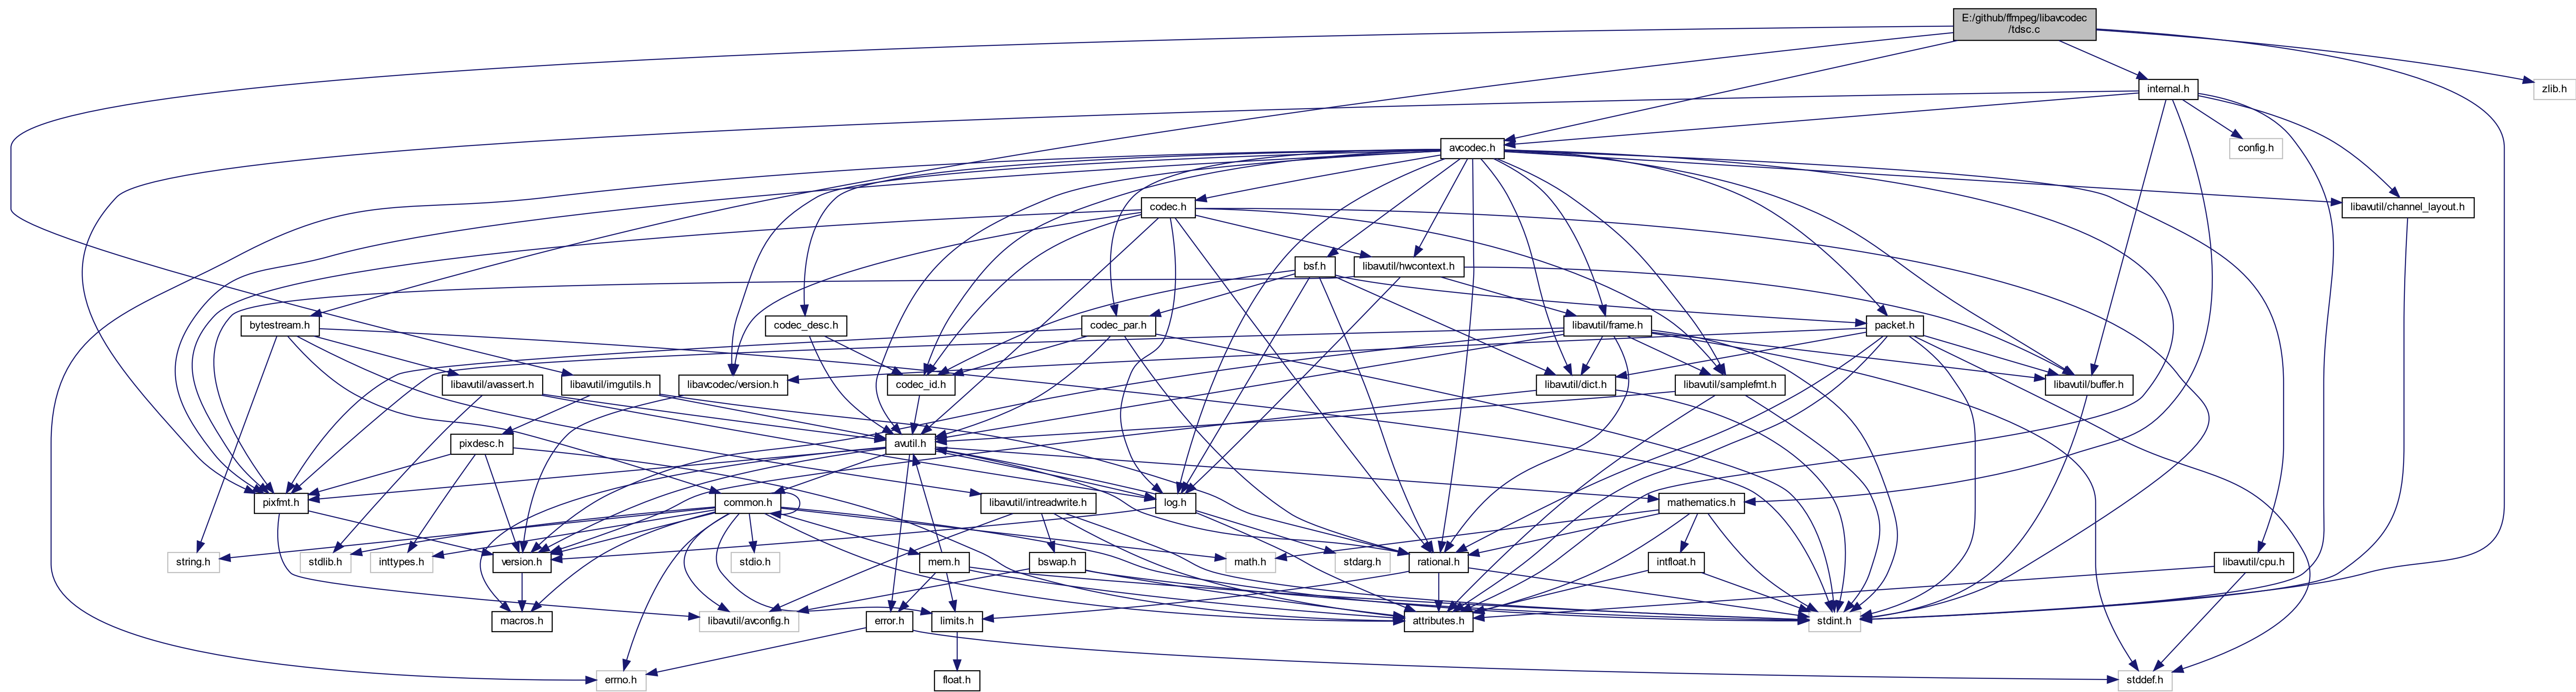 E:/github/ffmpeg/libavcodec
/tdsc.c
internal.h
zlib.h
avcodec.h
config.h
codec.h
libavutil/channel_layout.h
bsf.h
libavutil/hwcontext.h
bytestream.h
codec_desc.h
codec_par.h
libavutil/frame.h
packet.h
libavutil/avassert.h
libavutil/imgutils.h
libavcodec/version.h
codec_id.h
libavutil/dict.h
libavutil/samplefmt.h
libavutil/buffer.h
pixdesc.h
avutil.h
pixfmt.h
common.h
libavutil/intreadwrite.h
log.h
mathematics.h
string.h
stdlib.h
inttypes.h
version.h
stdio.h
mem.h
bswap.h
math.h
stdarg.h
rational.h
intfloat.h
libavutil/cpu.h
macros.h
libavutil/avconfig.h
error.h
limits.h
attributes.h
stdint.h
errno.h
float.h
stddef.h